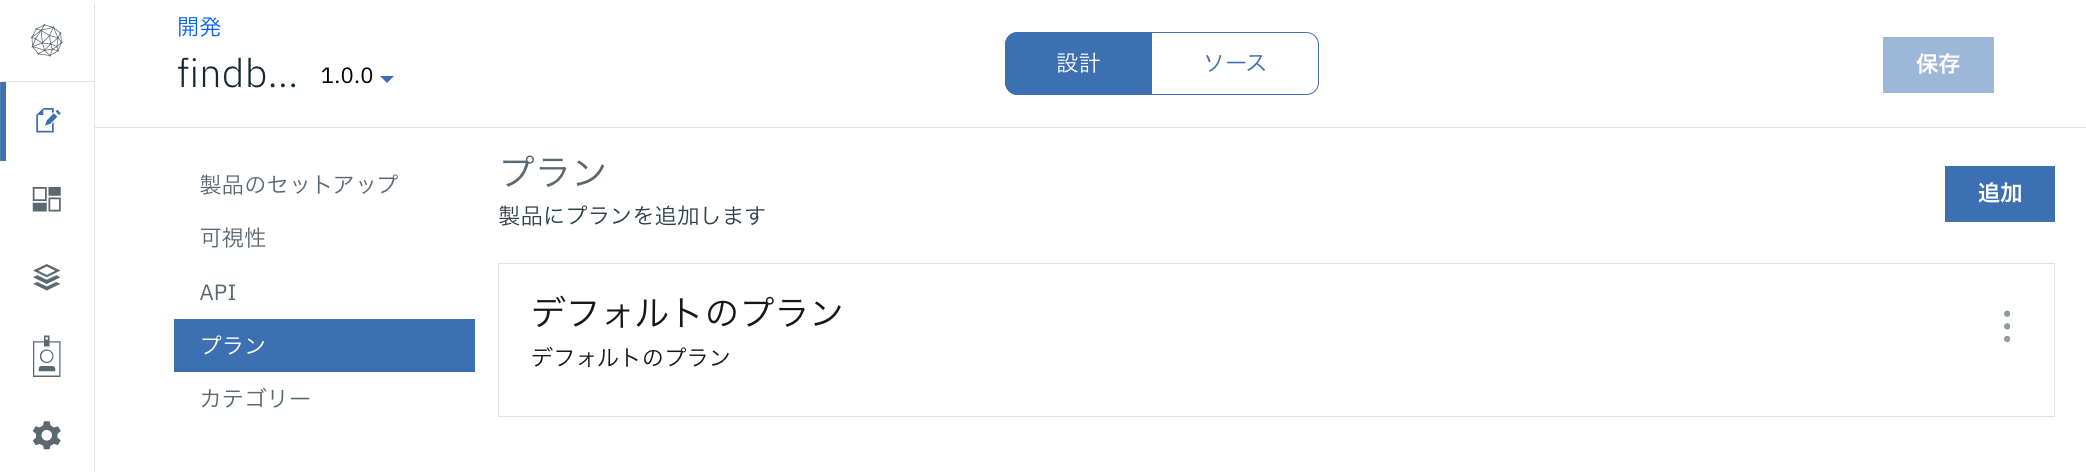 開発
findb... 1.0.0
設計
ソース
保存
製品のセットアップ
可視性
API
プラン
カテゴリー
プラン
製品にプランを追加します
追加
デフォルトのプラン
デフォルトのプラン